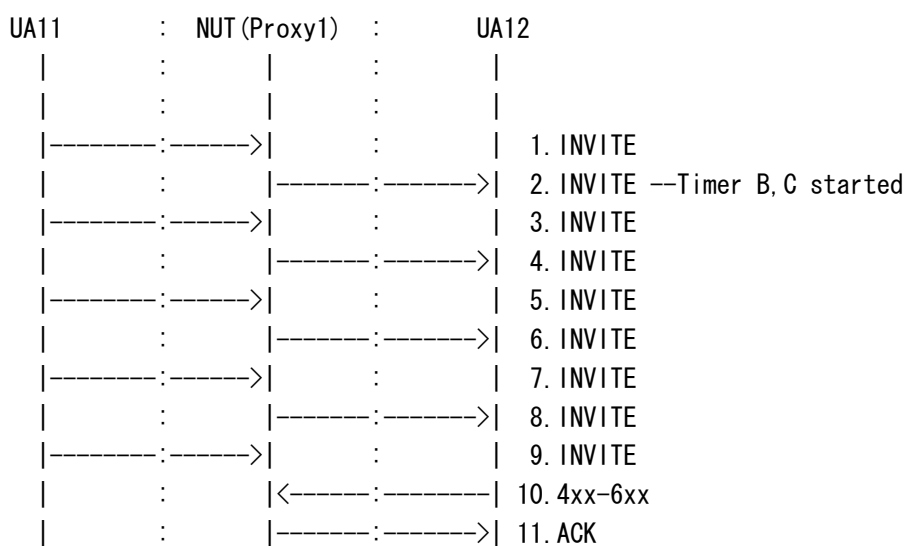 UA11 : NUT(Proxy1) : UA12
| : | : |
| : | : |
|--------:------>| : | 1. INVITE
| : |-------:------->| 2. INVITE --Timer B,C started
|--------:------>| : | 3. INVITE
| : |-------:------->| 4. INVITE
|--------:------>| : | 5. INVITE
| : |-------:------->| 6. INVITE
|--------:------>| : | 7. INVITE
| : |-------:------->| 8. INVITE
|--------:------>| : | 9. INVITE
| : |<------:--------| 10. 4xx-6xx
| : |-------:------->| 11. ACK